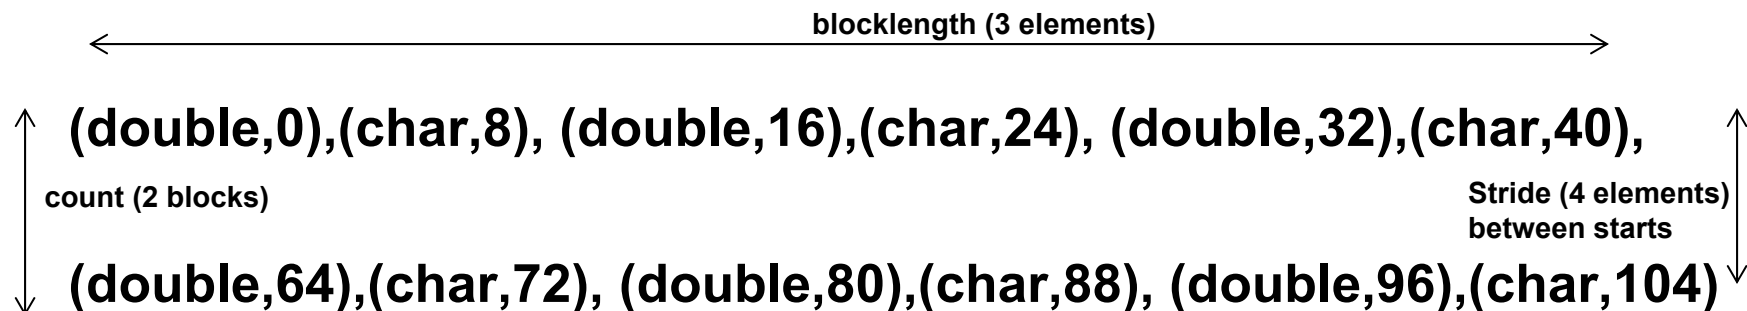 blocklength (3 elements)
(double,0),(char,8), (double,16),(char,24), (double,32),(char,40),
count (2 blocks)
Stride (4 elements)
between starts
(double,64),(char,72), (double,80),(char,88), (double,96),(char,104)